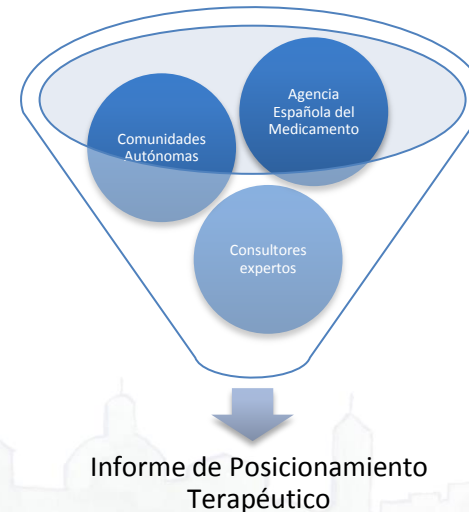 Agencia
Española del
Medicamento
Comunidades
Autónomas
Consultores
expertos
Informe de Posicionamiento
Terapéutico